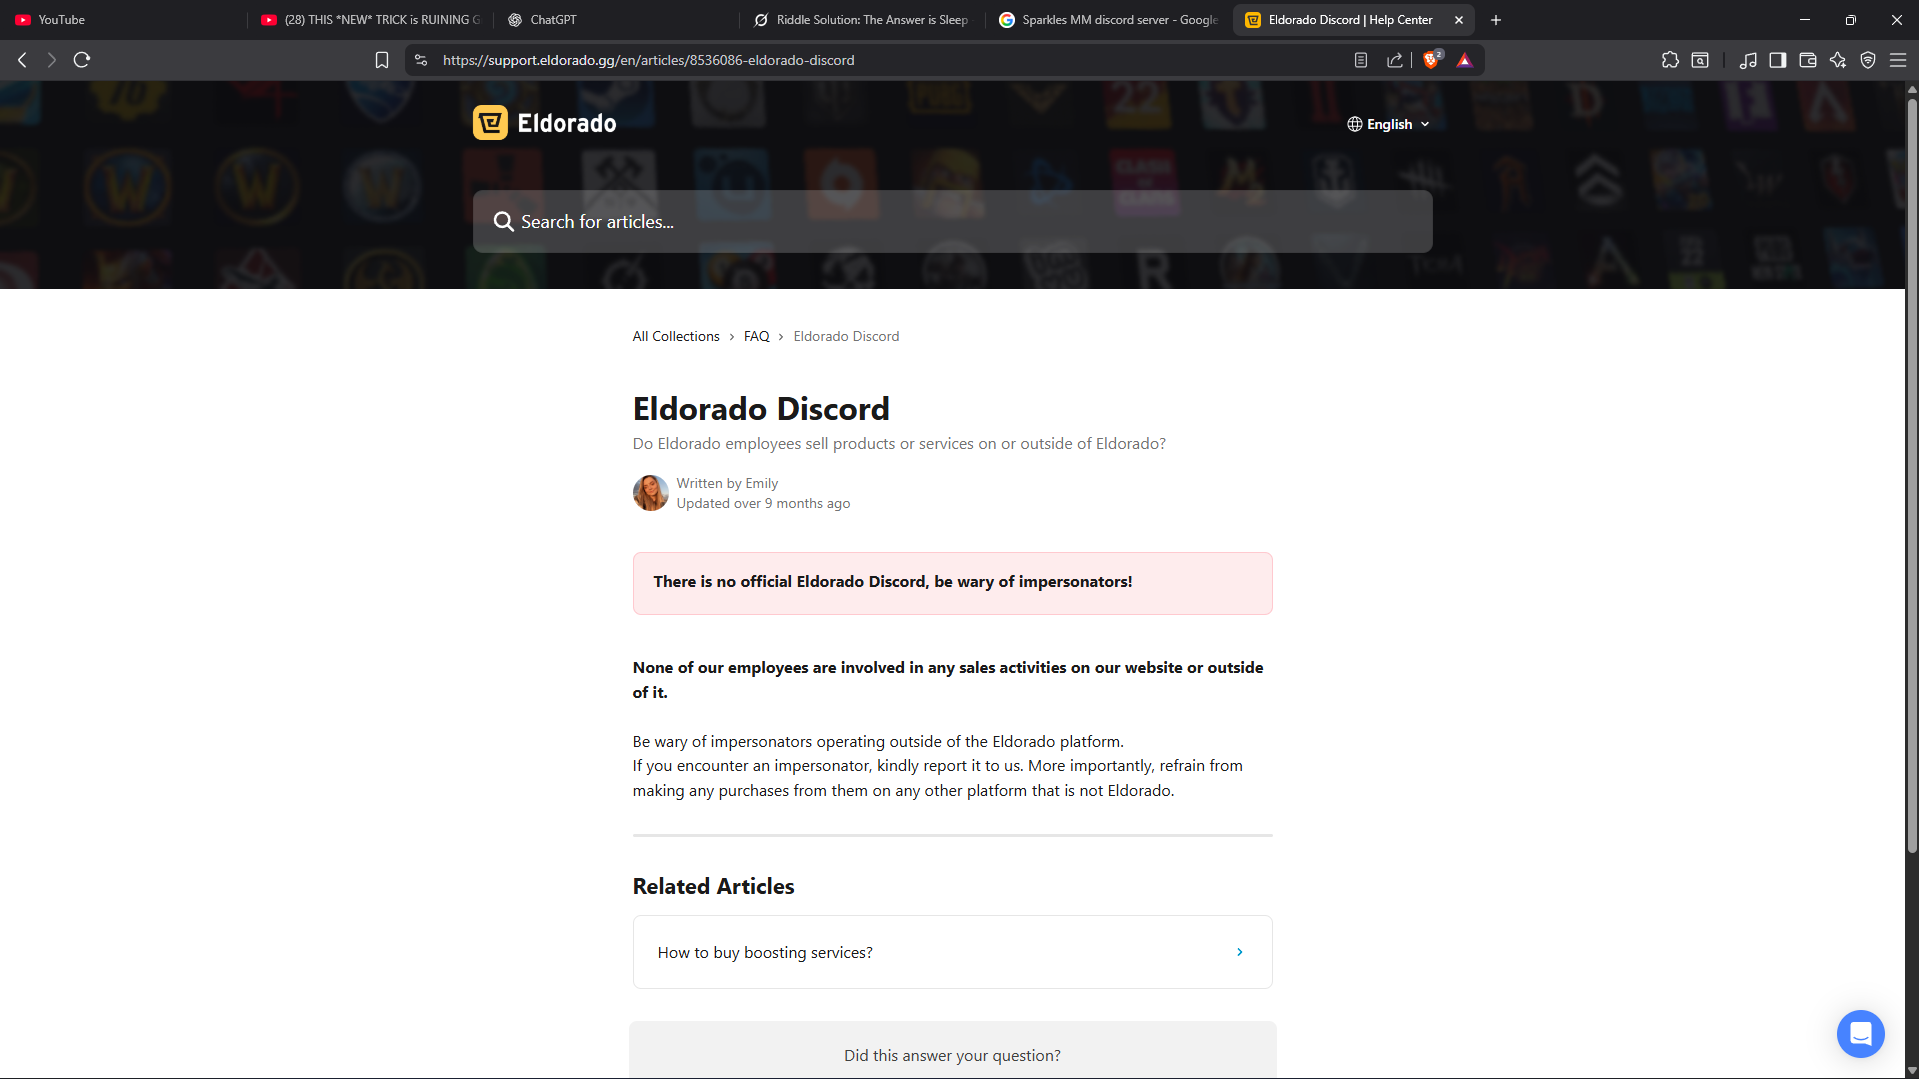 YouTube
(28) THIS *NEW* TRICK is RUINING G
ChatGPT
Riddle Solution: The Answer is Sleep
Sparkles MM discord server - Google
Eldorado Discord | Help Center
https://support.eldorado.gg/en/articles/8536086-eldorado-discord
2
Eldorado
English
Search for articles...
All Collections
FAQ
Eldorado Discord
Eldorado Discord
Do Eldorado employees sell products or services on or outside of Eldorado?
Written by Emily
Updated over 9 months ago
There is no official Eldorado Discord, be wary of impersonators!
None of our employees are involved in any sales activities on our website or outside
of it.
Be wary of impersonators operating outside of the Eldorado platform.
If you encounter an impersonator, kindly report it to us. More importantly, refrain from
making any purchases from them on any other platform that is not Eldorado.
Related Articles
How to buy boosting services?
Did this answer your question?